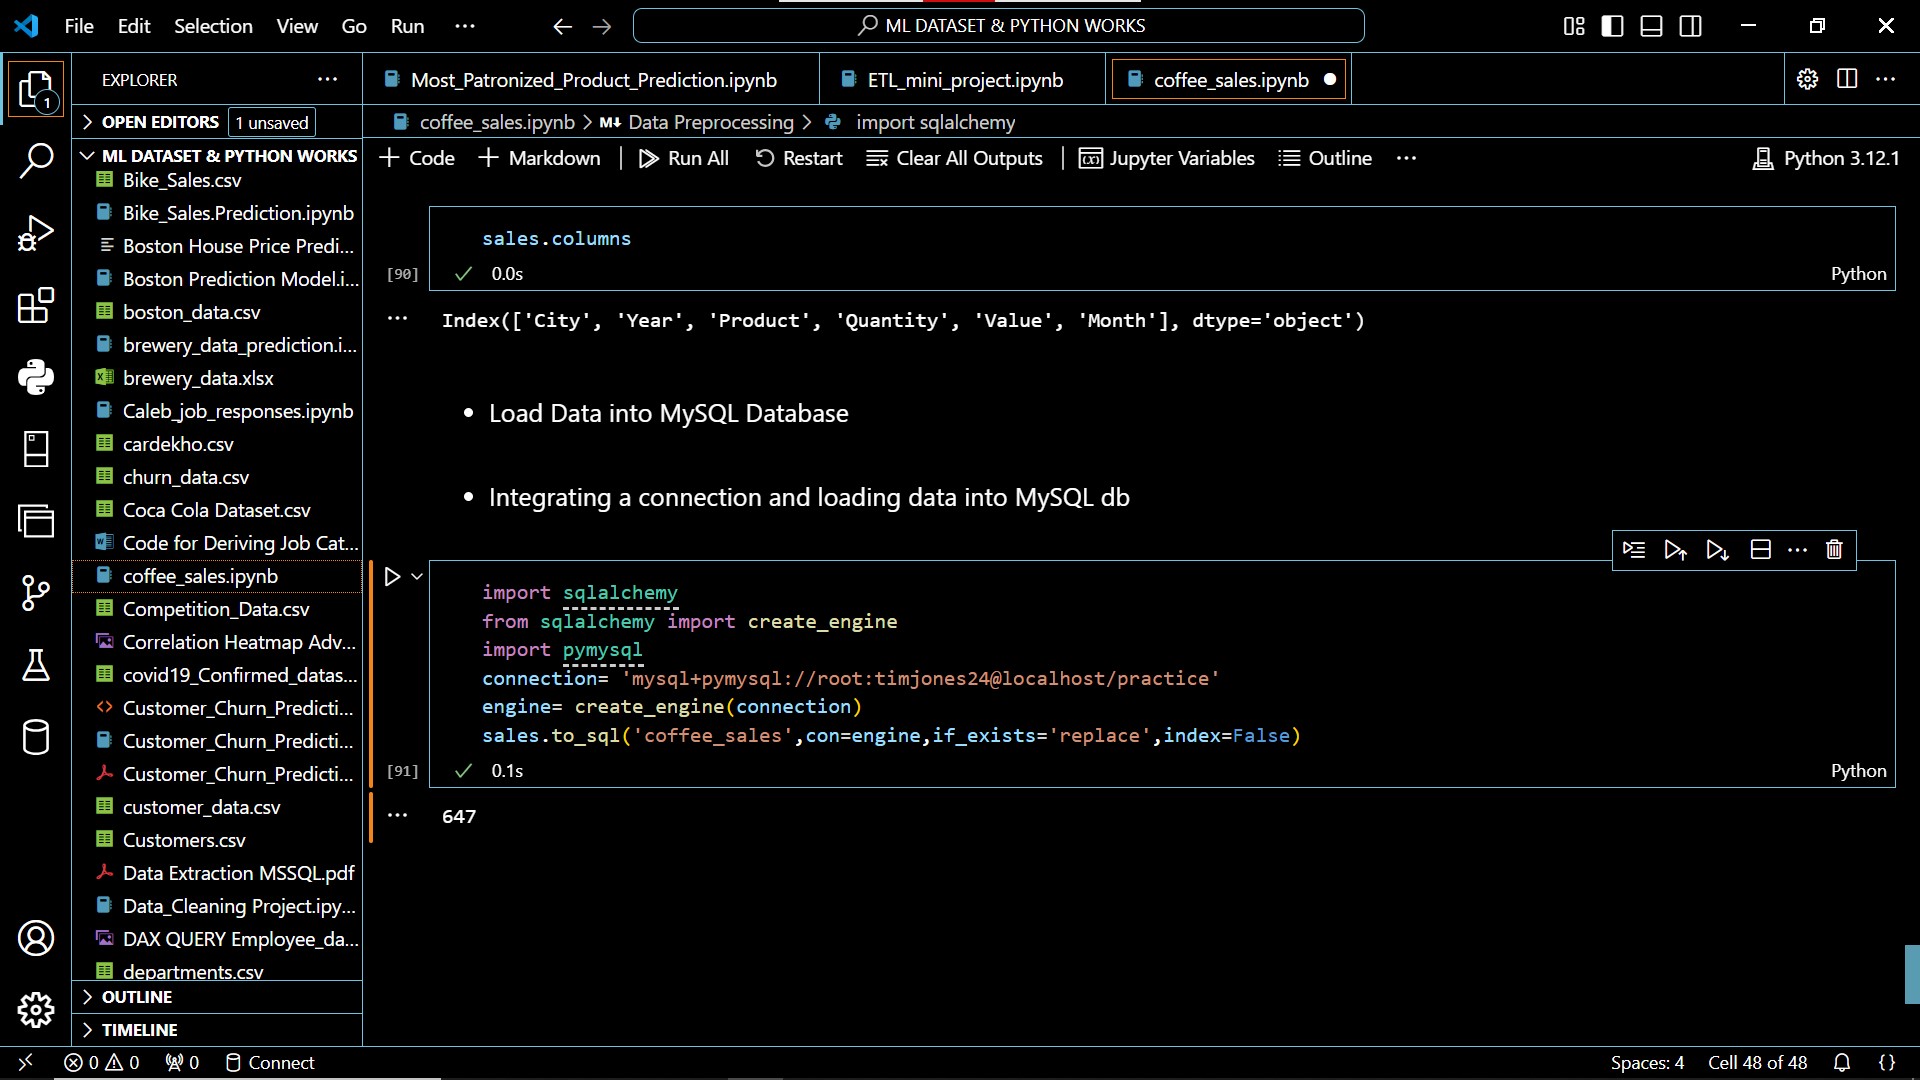 File Edit Selection View Go Run ...
ML DATASET & PYTHON WORKS
EXPLORER ...
Most_Patronized_Product_Prediction.ipynb
ETL_mini_project.ipynb
coffee_sales.ipynb
1
OPEN EDITORS 1 unsaved
coffee_sales.ipynb > M↓ Data Preprocessing > import sqlalchemy
ML DATASET & PYTHON WORKS
+ Code + Markdown | Run All Restart Clear All Outputs | Jupyter Variables Outline ...
Python 3.12.1
Bike_Sales.csv
Bike_Sales.Prediction.ipynb
Boston House Price Predi...
Boston Prediction Model.i...
boston_data.csv
brewery_data_prediction.i...
brewery_data.xlsx
Caleb_job_responses.ipynb
cardekho.csv
churn_data.csv
Coca Cola Dataset.csv
Code for Deriving Job Cat...
coffee_sales.ipynb
Competition_Data.csv
Correlation Heatmap Adv...
covid19_Confirmed_datas...
Customer_Churn_Predicti...
Customer_Churn_Predicti...
Customer_Churn_Predicti...
customer_data.csv
Customers.csv
Data Extraction MSSQL.pdf
Data_Cleaning Project.ipy...
DAX QUERY Employee_da...
departments.csv
OUTLINE
TIMELINE
sales.columns
[90] 0.0s Python
Index(['City', 'Year', 'Product', 'Quantity', 'Value', 'Month'], dtype='object')
• Load Data into MySQL Database
• Integrating a connection and loading data into MySQL db
import sqlalchemy
from sqlalchemy import create_engine
import pymysql
connection= 'mysql+pymysql://root:timjones24@localhost/practice'
engine= create_engine(connection)
sales.to_sql('coffee_sales',con=engine,if_exists='replace',index=False)
[91] 0.1s Python
647
0 0 0 Connect
Spaces: 4 Cell 48 of 48 {}